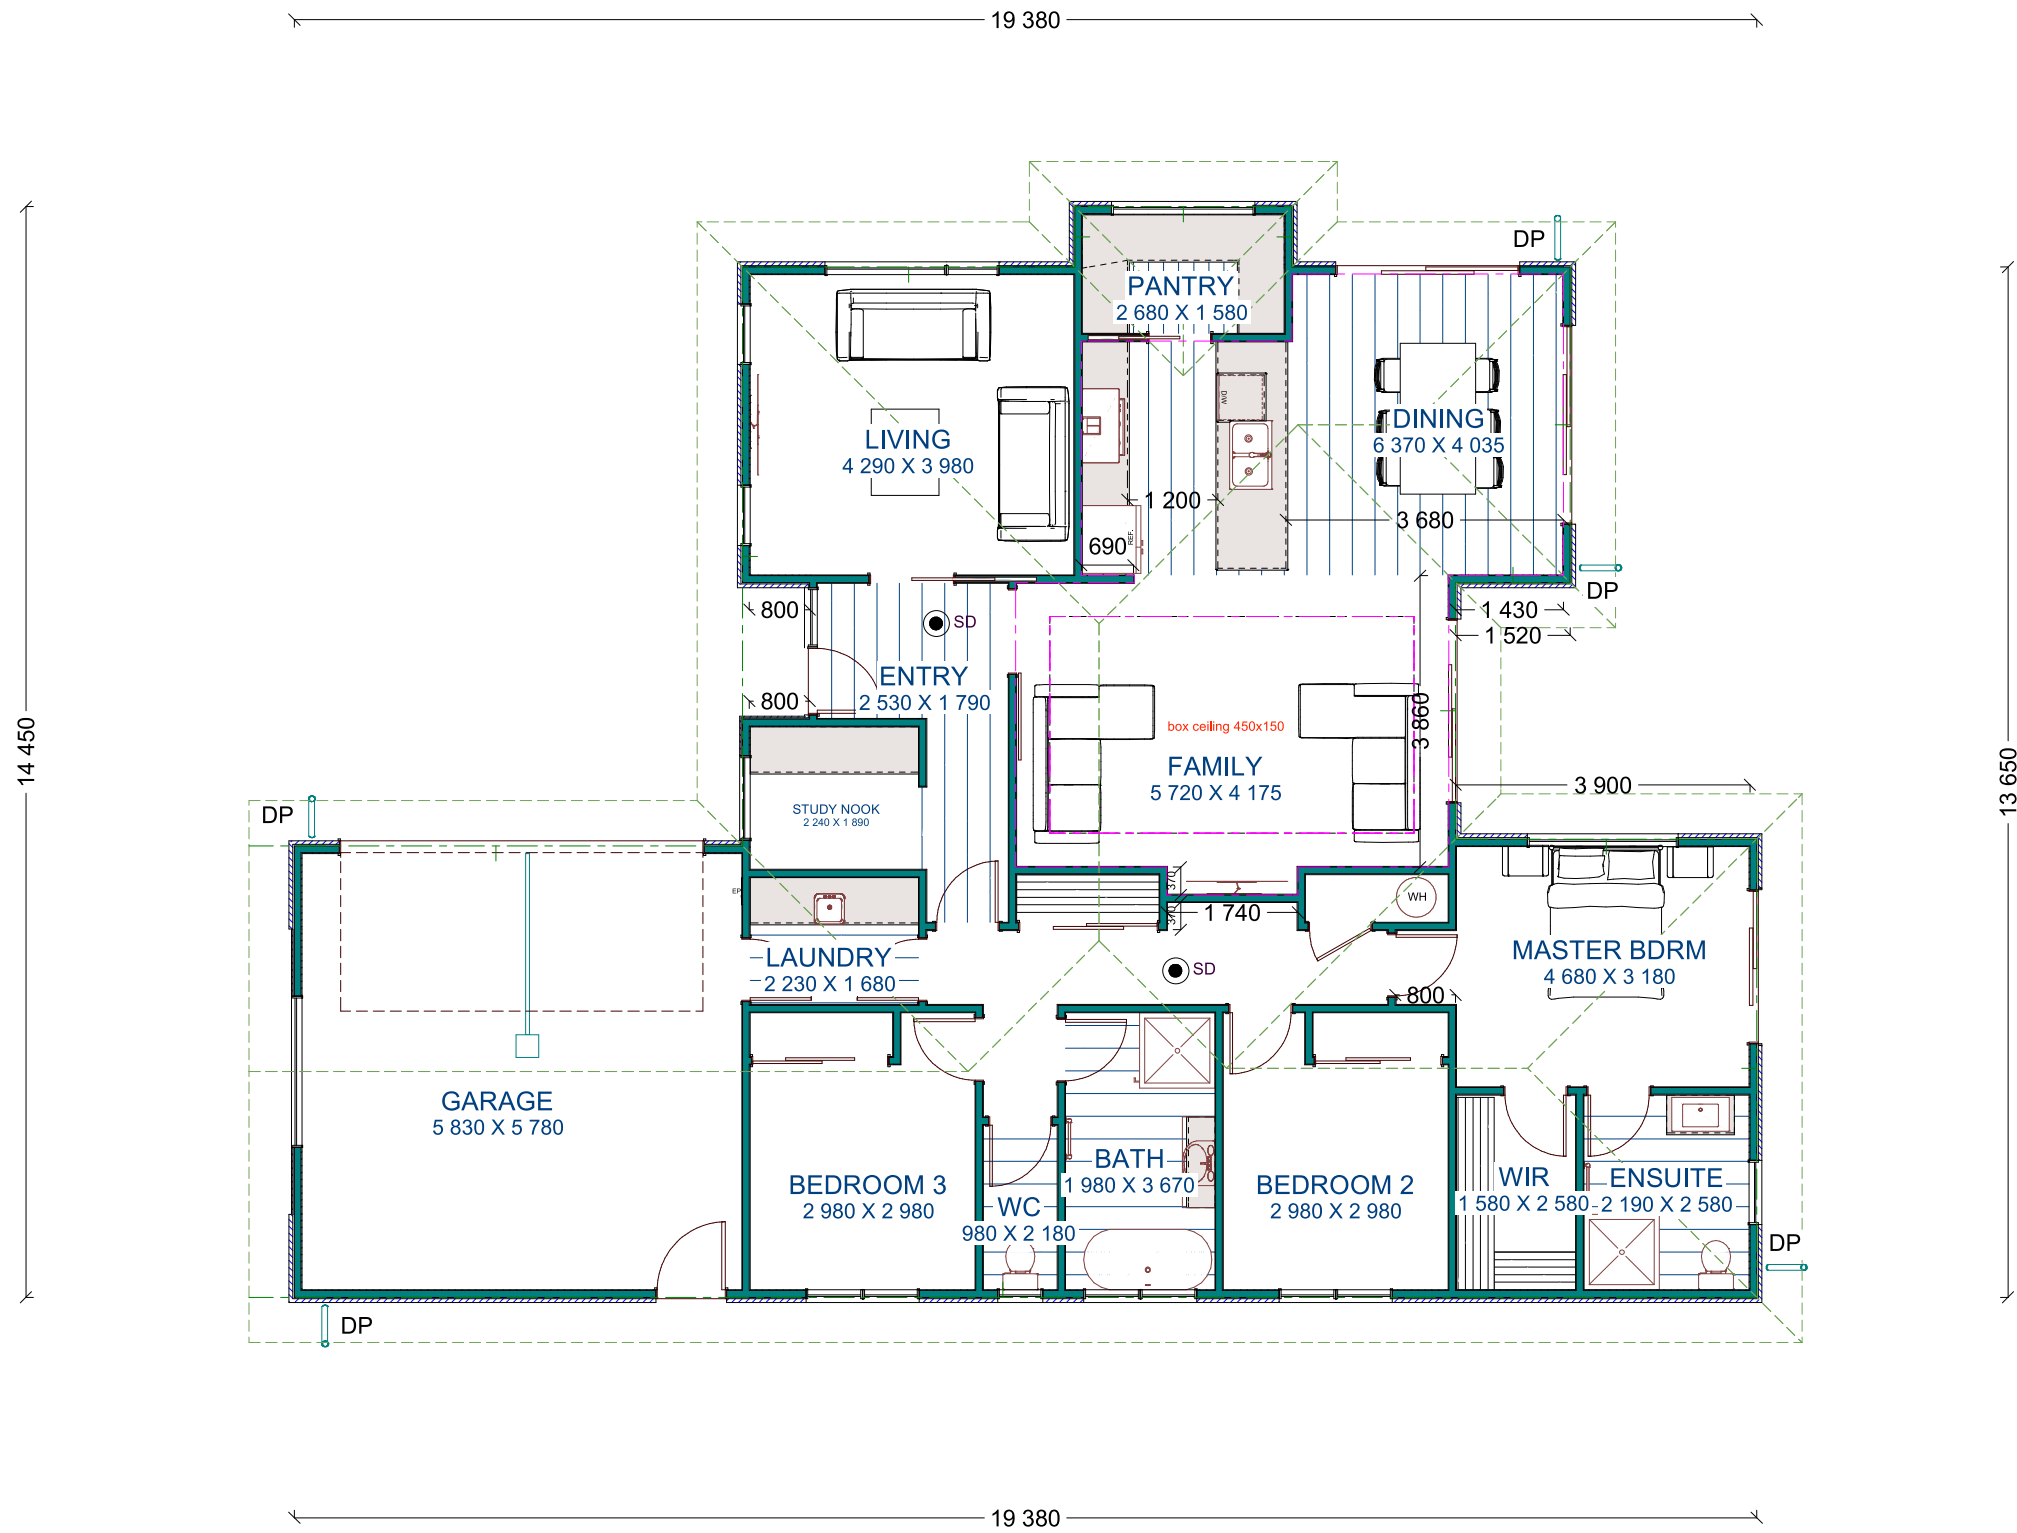 19 380
DP
PANTRY
2 680 X 1 580
D/W
DINING
6 370 X 4 035
LIVING
4 290 X 3 980
1 200
3 680
REF.
690
DP
800
SD
1 430
1 520
ENTRY
2 530 X 1 790
800
3 860
box ceiling 450x150
FAMILY
5 720 X 4 175
14 450
13 650
3 900
STUDY NOOK
2 240 X 1 890
DP
EP
370
WH
370
1 740
LAUNDRY
2 230 X 1 680
SD
MASTER BDRM
4 680 X 3 180
800
GARAGE
5 830 X 5 780
BATH
1 980 X 3 670
BEDROOM 3
2 980 X 2 980
BEDROOM 2
2 980 X 2 980
WIR
1 580 X 2 580
ENSUITE
2 190 X 2 580
WC
980 X 2 180
DP
DP
19 380